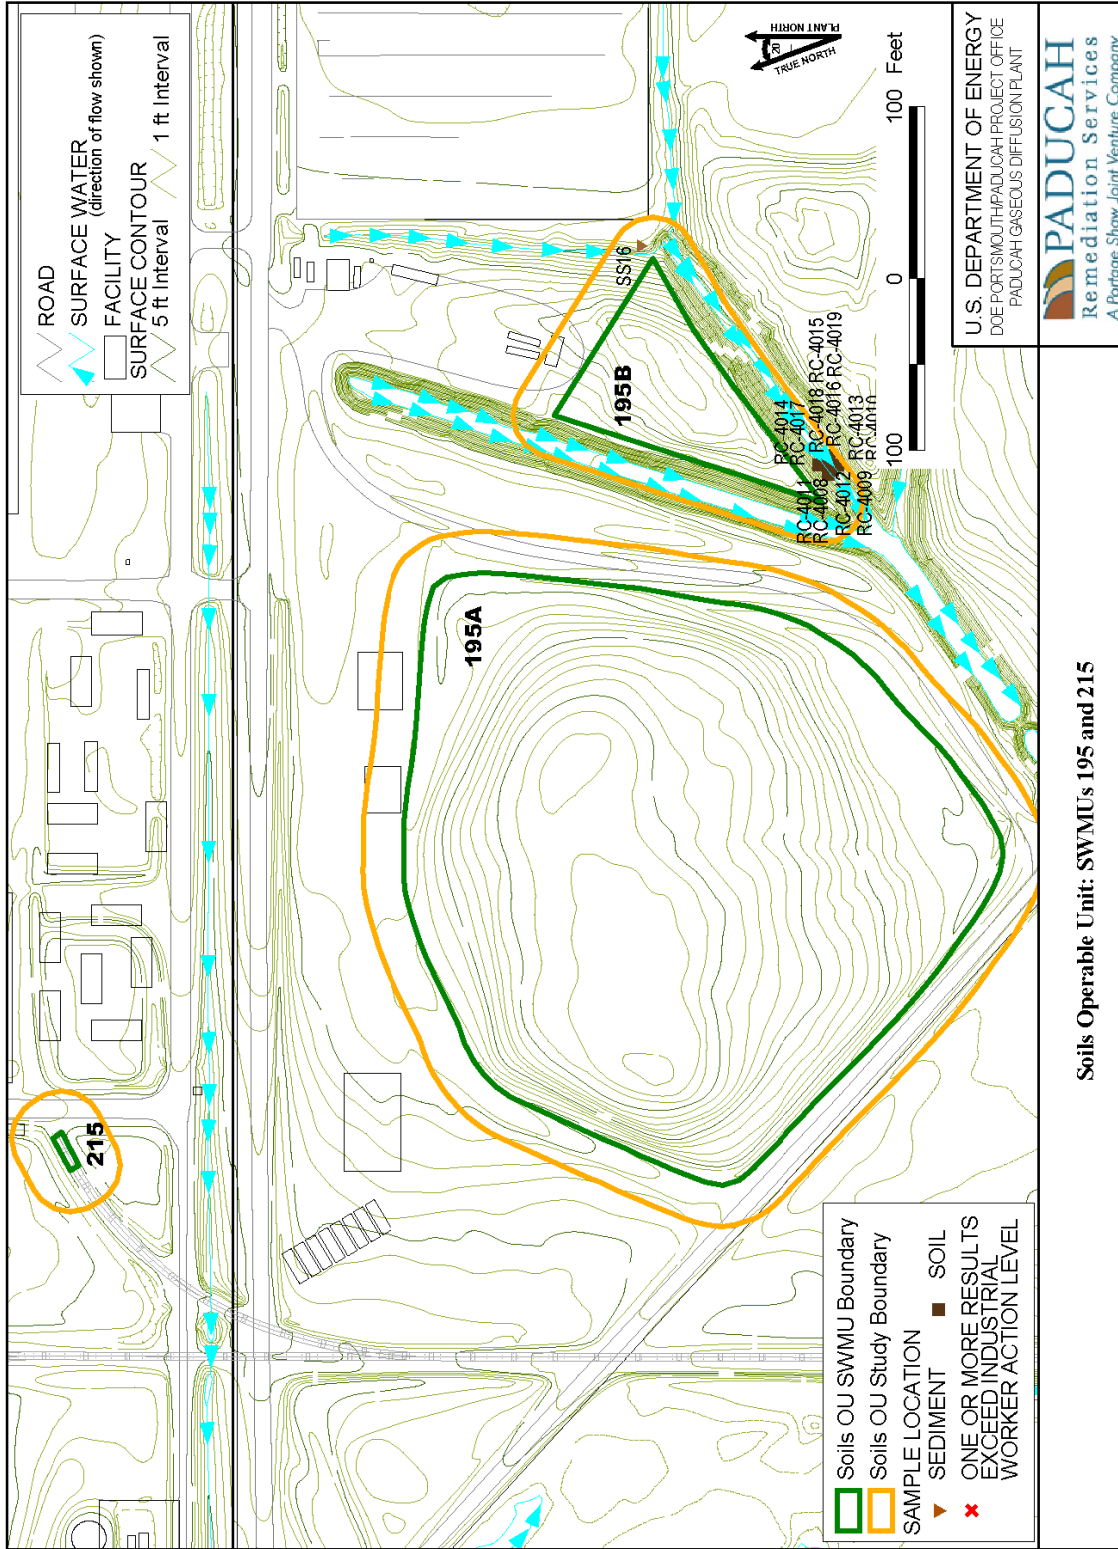 ROAD
SURFACE WATER
(direction of flow shown)
FACILITY
SURFACE CONTOUR
5 ft Interval
1 ft Interval
215
195A
195B
SS16
RC-4014
RC-4017
RC-4018
RC-4015
RC-4016
RC-4019
RC-4013
RC-4010
RC-4011
RC-4008
RC-4012
RC-4009
Soils OU SWMU Boundary
Soils OU Study Boundary
SAMPLE LOCATION
SEDIMENT
SOIL
ONE OR MORE RESULTS
EXCEED INDUSTRIAL
WORKER ACTION LEVEL
PLANT NORTH
20
TRUE NORTH
100 0 100 Feet
U.S. DEPARTMENT OF ENERGY
DOE PORTSMOUTH/PADUCAH PROJECT OFFICE
PADUCAH GASEOUS DIFFUSION PLANT
PADUCAH
Remediation Services
A Portage Shaw Joint Venture Company
Soils Operable Unit: SWMUs 195 and 215